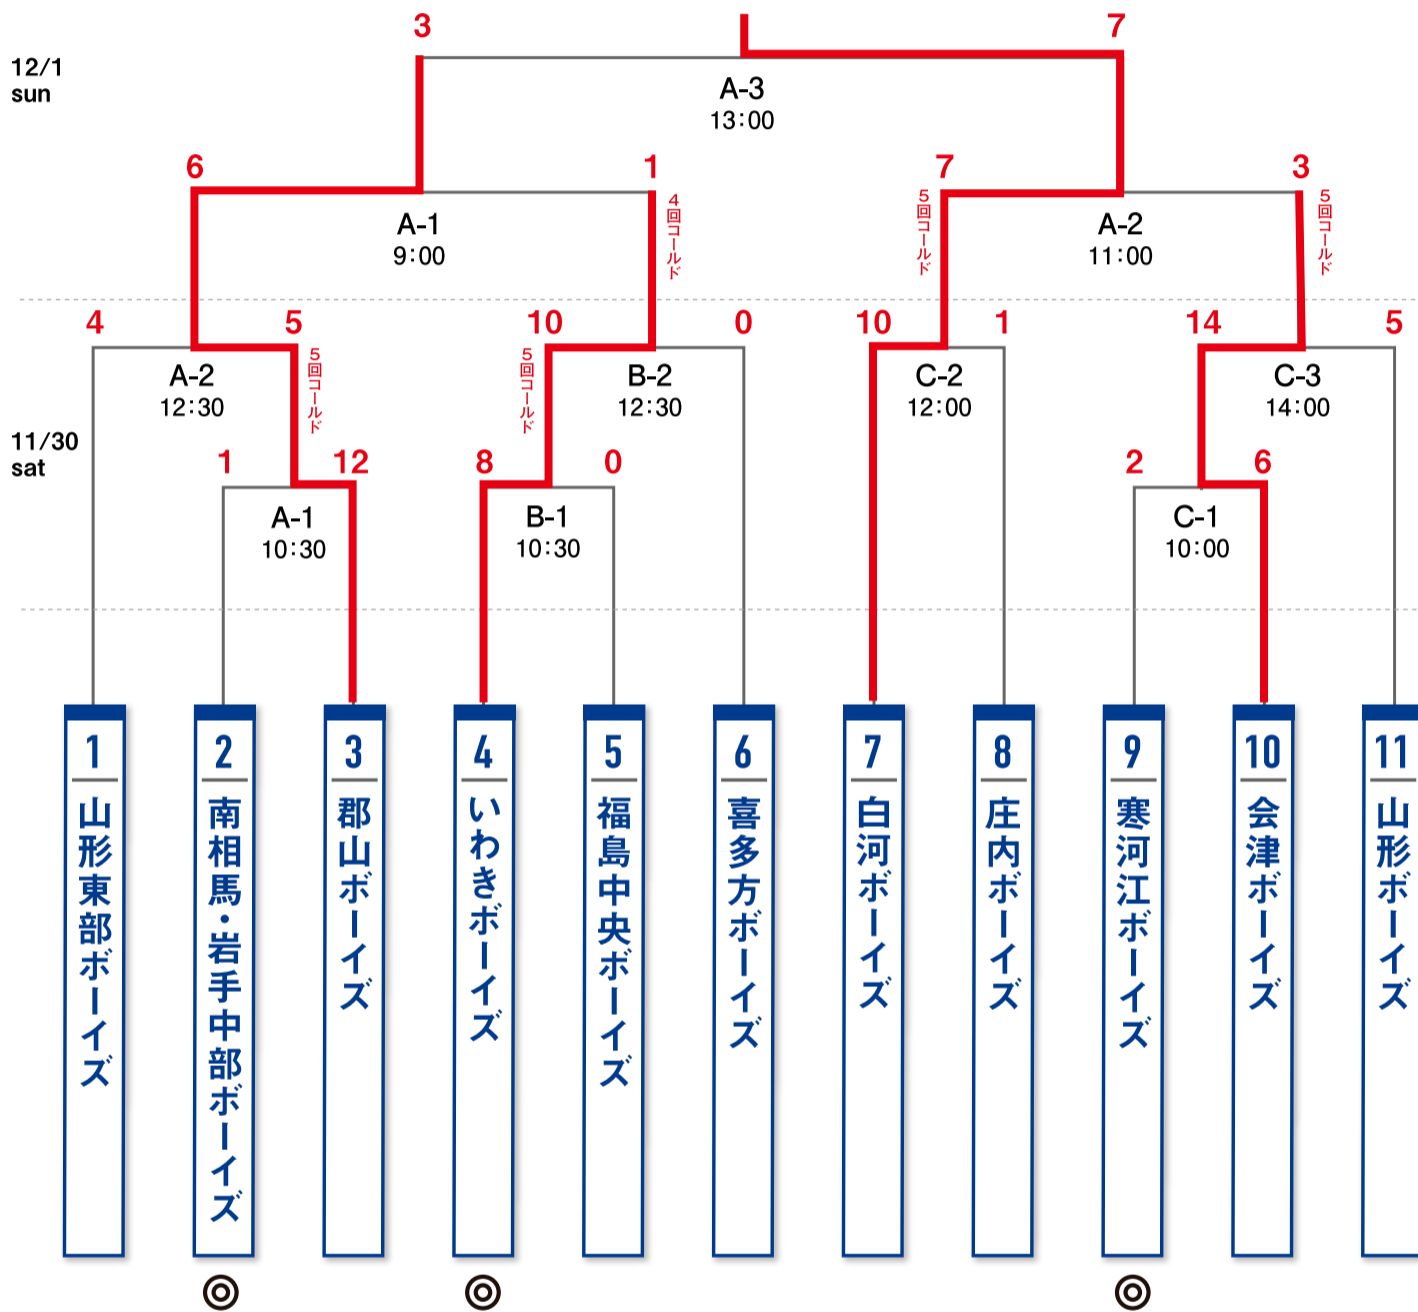 3
7
12/1
sun
A-3
13:00
6
1
7
3
A-1
9:00
4回コールド
5回コールド
A-2
11:00
5回コールド
4
5
10
0
10
1
14
5
A-2
12:30
5回コールド
5回コールド
B-2
12:30
C-2
12:00
C-3
14:00
11/30
sat
1
12
8
0
2
6
A-1
10:30
B-1
10:30
C-1
10:00
1
山形東部ボーイズ
2
南相馬・岩手中部ボーイズ
3
郡山ボーイズ
4
いわきボーイズ
5
福島中央ボーイズ
6
喜多方ボーイズ
7
白河ボーイズ
8
庄内ボーイズ
9
寒河江ボーイズ
10
会津ボーイズ
11
山形ボーイズ
◎
◎
◎